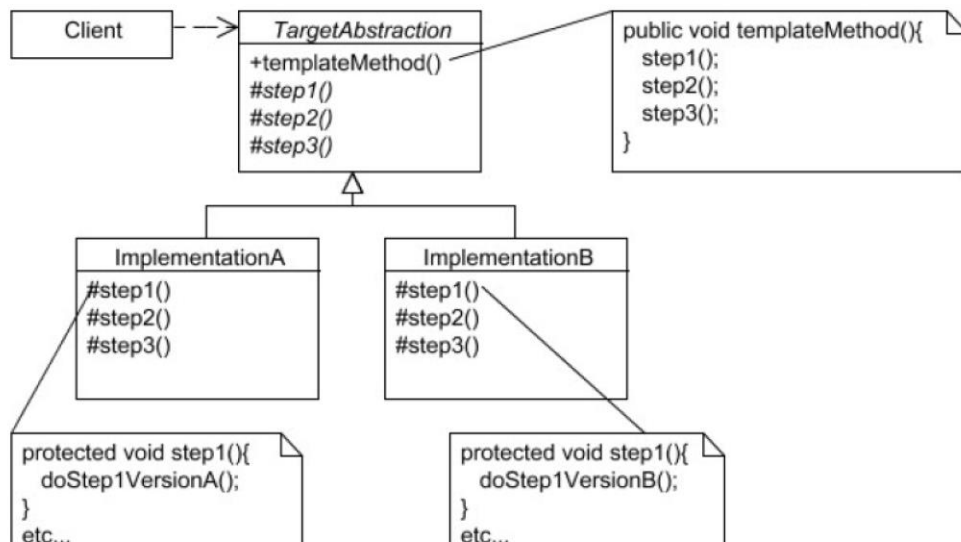 Client
TargetAbstraction
+templateMethod()
#step1()
#step2()
#step3()
public void templateMethod(){
step1();
step2();
step3();
}
ImplementationA
#step1()
#step2()
#step3()
ImplementationB
#step1()
#step2()
#step3()
protected void step1(){
doStep1VersionA();
}
etc...
protected void step1(){
doStep1VersionB();
}
etc...